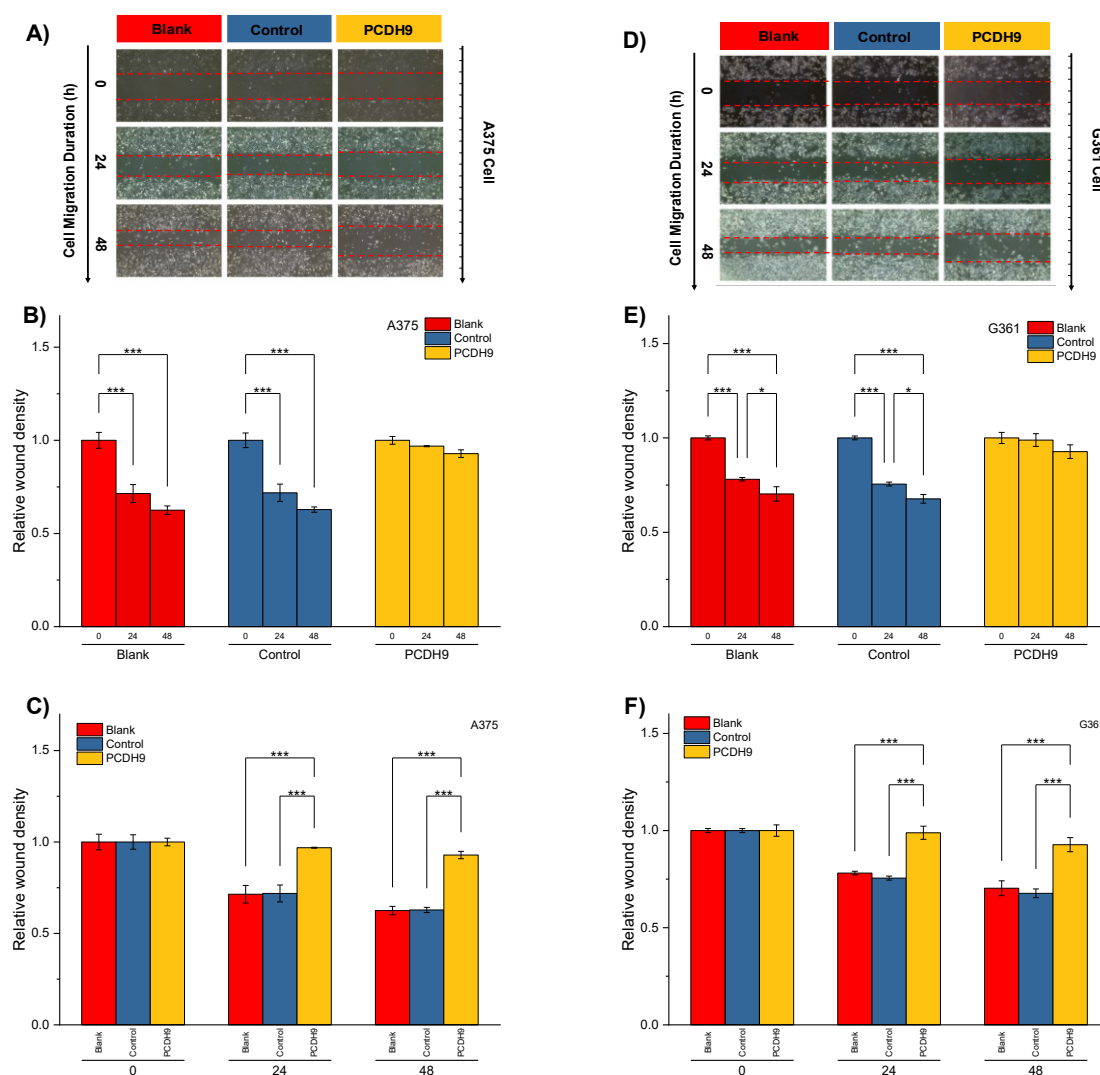 A)
Blank Control PCDH9
Cell Migration Duration (h)
0
24
48
A375 Cell
B)
A375
Blank
Control
PCDH9
Relative wound density
1.5
1.0
0.5
0.0
*** *** *** ***
0 24 48 0 24 48 0 24 48
Blank Control PCDH9
C)
A375
Blank
Control
PCDH9
Relative wound density
1.5
1.0
0.5
0.0
*** *** *** ***
Blank Control PCDH9 Blank Control PCDH9 Blank Control PCDH9
0 24 48
D)
Blank Control PCDH9
Cell Migration Duration (h)
0
24
48
G361 Cell
E)
G361
Blank
Control
PCDH9
Relative wound density
1.5
1.0
0.5
0.0
*** ***
*** * *** *
0 24 48 0 24 48 0 24 48
Blank Control PCDH9
F)
G36
Blank
Control
PCDH9
Relative wound density
1.5
1.0
0.5
0.0
*** *** *** ***
Blank Control PCDH9 Blank Control PCDH9 Blank Control PCDH9
0 24 48